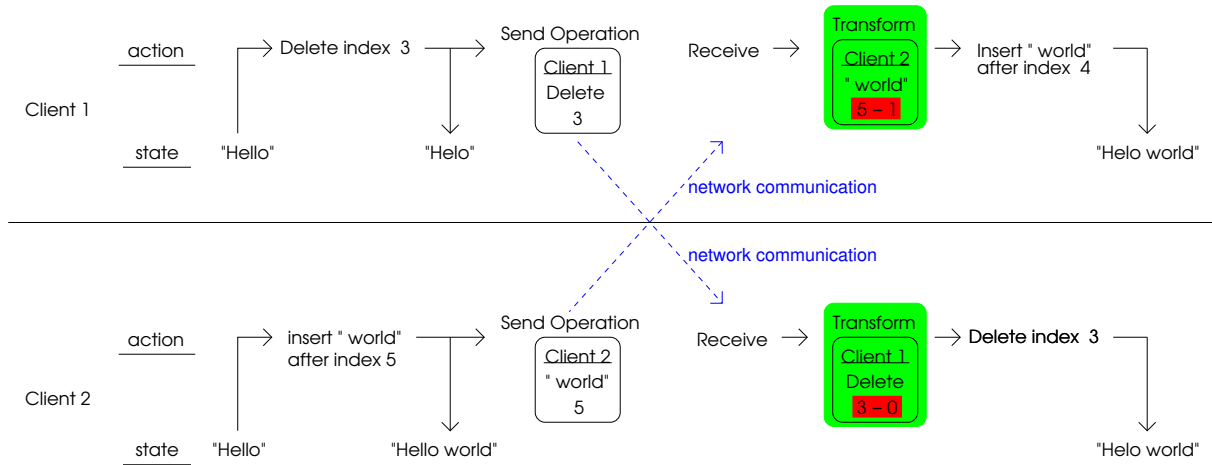 action
Delete index 3
Send Operation
Client 1
Delete
3
Receive
Transform
Client 2
" world"
5 – 1
Insert " world"
after index 4
Client 1
state
"Hello"
"Helo"
"Helo world"
network communication
network communication
action
insert " world"
after index 5
Send Operation
Client 2
" world"
5
Receive
Transform
Client 1
Delete
3 – 0
Delete index 3
Client 2
state
"Hello"
"Hello world"
"Helo world"